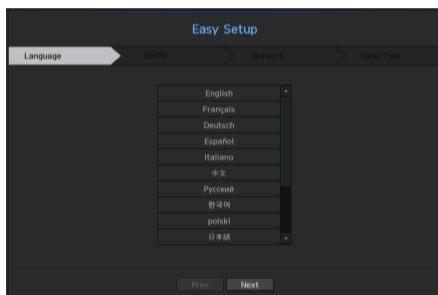 Easy Setup
Language ID/PW Network Date/Time
English
Français
Deutsch
Español
Italiano
中文
Русский
한국어
polski
日本語
Prev Next